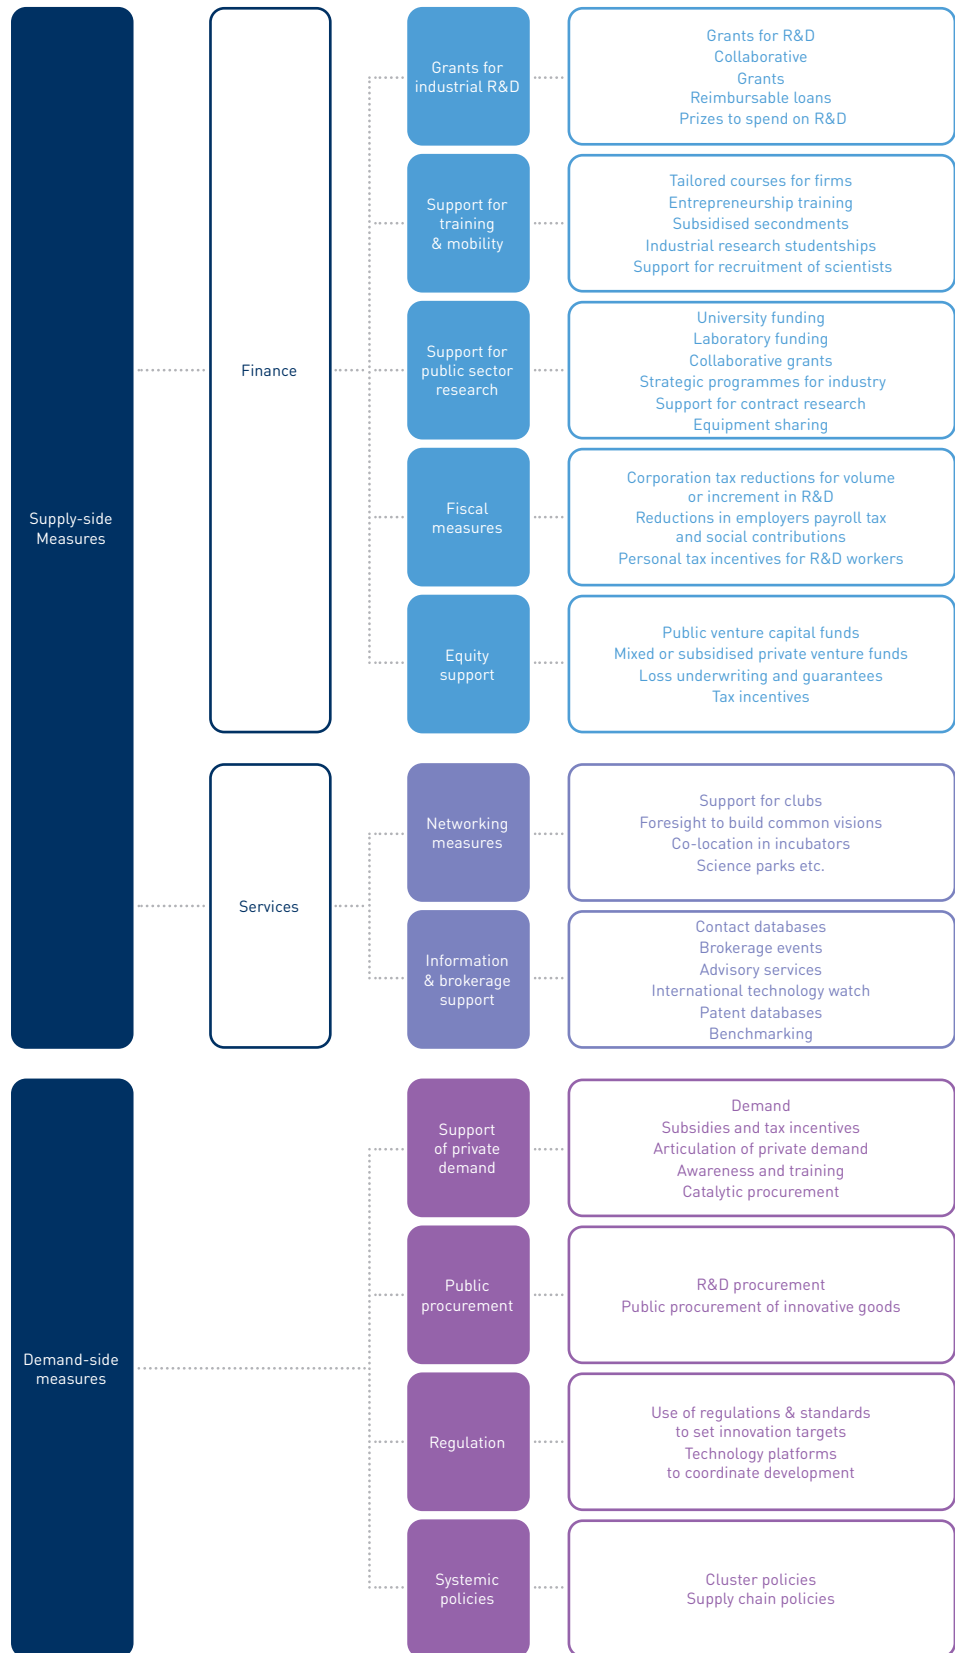 Supply-side
Measures
Finance
Grants for
industrial R&D
Grants for R&D
Collaborative
Grants
Reimbursable loans
Prizes to spend on R&D
Support for
training
& mobility
Tailored courses for firms
Entrepreneurship training
Subsidised secondments
Industrial research studentships
Support for recruitment of scientists
Support for
public sector
research
University funding
Laboratory funding
Collaborative grants
Strategic programmes for industry
Support for contract research
Equipment sharing
Fiscal
measures
Corporation tax reductions for volume
or increment in R&D
Reductions in employers payroll tax
and social contributions
Personal tax incentives for R&D workers
Equity
support
Public venture capital funds
Mixed or subsidised private venture funds
Loss underwriting and guarantees
Tax incentives
Services
Networking
measures
Support for clubs
Foresight to build common visions
Co-location in incubators
Science parks etc.
Information
& brokerage
support
Contact databases
Brokerage events
Advisory services
International technology watch
Patent databases
Benchmarking
Demand-side
measures
Support
of private
demand
Demand
Subsidies and tax incentives
Articulation of private demand
Awareness and training
Catalytic procurement
Public
procurement
R&D procurement
Public procurement of innovative goods
Regulation
Use of regulations & standards
to set innovation targets
Technology platforms
to coordinate development
Systemic
policies
Cluster policies
Supply chain policies